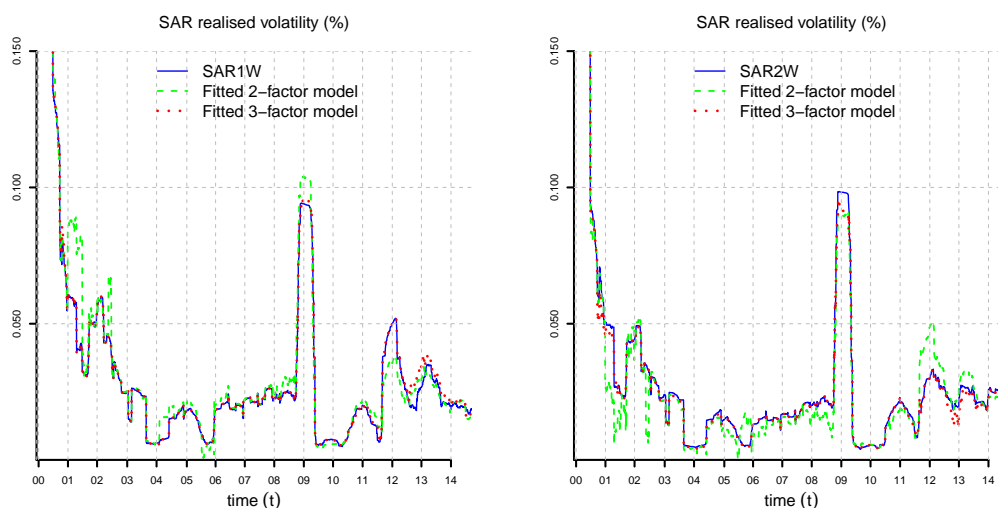 SAR realised volatility (%)
0.150
0.100
0.050
SAR1W
Fitted 2−factor model
Fitted 3−factor model
00 01 02 03 04 05 06 07 08 09 10 11 12 13 14
time (t)
SAR realised volatility (%)
0.150
0.100
0.050
SAR2W
Fitted 2−factor model
Fitted 3−factor model
00 01 02 03 04 05 06 07 08 09 10 11 12 13 14
time (t)